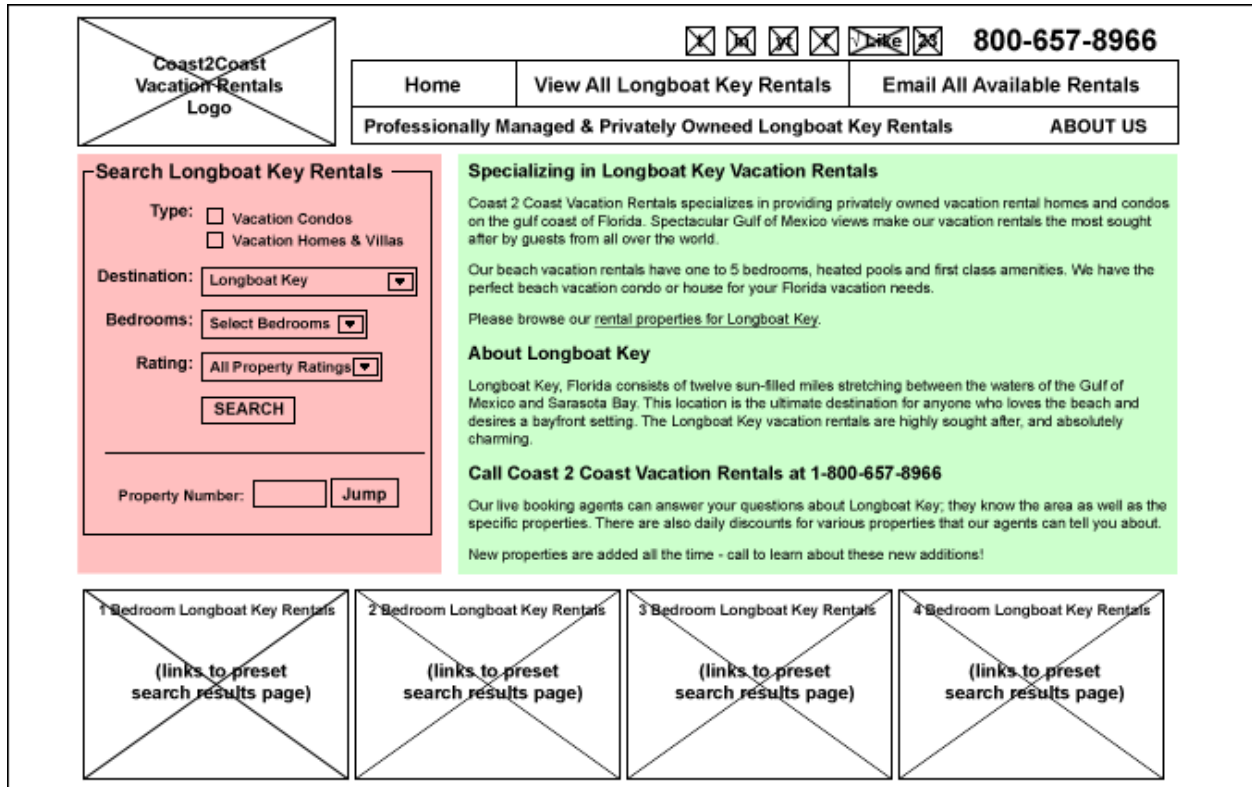 Coast2Coast
Vacation Rentals
Logo
t in yt f √ Like 23 800-657-8966
Home View All Longboat Key Rentals Email All Available Rentals
Professionally Managed & Privately Owneed Longboat Key Rentals ABOUT US
Search Longboat Key Rentals
Type: Vacation Condos
Vacation Homes & Villas
Destination: Longboat Key
Bedrooms: Select Bedrooms
Rating: All Property Ratings
SEARCH
Property Number: Jump
Specializing in Longboat Key Vacation Rentals
Coast 2 Coast Vacation Rentals specializes in providing privately owned vacation rental homes and condos
on the gulf coast of Florida. Spectacular Gulf of Mexico views make our vacation rentals the most sought
after by guests from all over the world.
Our beach vacation rentals have one to 5 bedrooms, heated pools and first class amenities. We have the
perfect beach vacation condo or house for your Florida vacation needs.
Please browse our rental properties for Longboat Key.
About Longboat Key
Longboat Key, Florida consists of twelve sun-filled miles stretching between the waters of the Gulf of
Mexico and Sarasota Bay. This location is the ultimate destination for anyone who loves the beach and
desires a bayfront setting. The Longboat Key vacation rentals are highly sought after, and absolutely
charming.
Call Coast 2 Coast Vacation Rentals at 1-800-657-8966
Our live booking agents can answer your questions about Longboat Key; they know the area as well as the
specific properties. There are also daily discounts for various properties that our agents can tell you about.
New properties are added all the time - call to learn about these new additions!
1 Bedroom Longboat Key Rentals
(links to preset
search results page)
2 Bedroom Longboat Key Rentals
(links to preset
search results page)
3 Bedroom Longboat Key Rentals
(links to preset
search results page)
4 Bedroom Longboat Key Rentals
(links to preset
search results page)